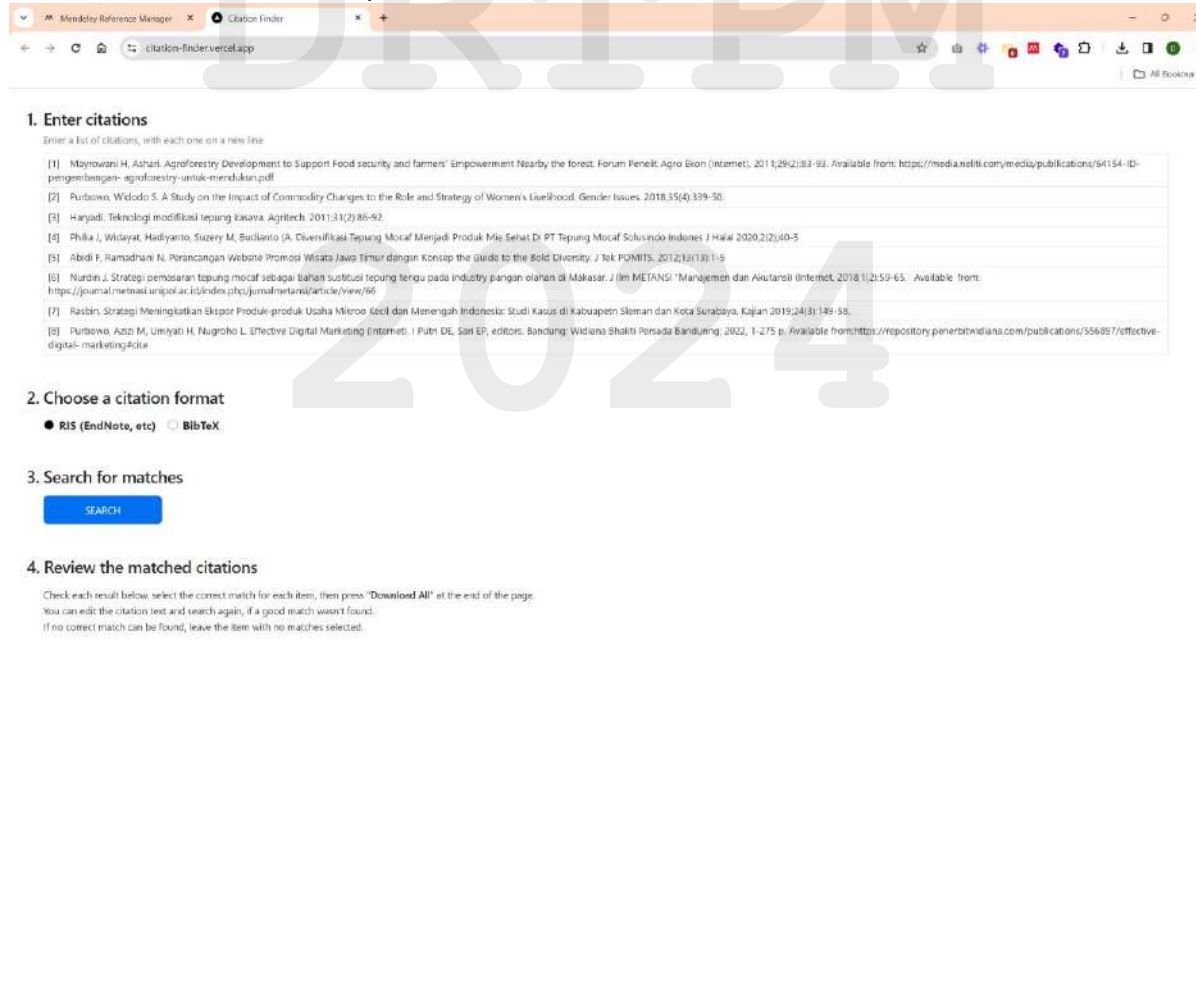 DRTPM
Mendeley Reference Manager
Citation Finder
citation-finder.vercel.app
All Bookmar
1. Enter citations
Enter a list of citations, with each one on a new line
[1] Mayrowani H, Ashari. Agroforestry Development to Support Food security and farmers' Empowerment Nearby the forest. Forum Penelit Agro Ekon (Internet). 2011;29(2):83-93. Available from: https://media.neliti.com/media/publlications/64154-ID-
pengembangan- agroforestry-untuk-mendukun.pdf
[2] Purbowo, Widodo S. A Study on the Impact of Commodity Changes to the Role and Strategy of Women's Livelihood. Gender Issues. 2018;35(4):339-50.
[3] Haryadi. Teknologi modifikasi tepung kasava. Agritech. 2011;31(2):86-92.
[4] Philia J, Widayat, Hadiyanto, Suzery M, Budianto IA. Diversifikasi Tepung Mocaf Menjadi Produk Mie Sehat Di PT Tepung Mocaf Solusindo Indones J Halal 2020;2(2):40-5
[5] Abidi F, Ramadhani N. Perancangan Website Promosi Wisata Jawa Timur dengan Konsep the Guide to the Bold Diversity. J Tek POMITS. 2012;13(13):1-5
[6] Nurdin J. Strategi pemasaran tepung mocaf sebagai bahan sustitusi tepung terigu pada industry pangan olahan di Makasar. J Ilm METANSI "Manajemen dan Akutansi) (Internet. 2018;1(2):59-65. Available from:
https://journal.metnasi.unipol.ac.id/index.php/jurnalmetansi/article/view/66
[7] Rasbin. Strategi Meningkatkan Ekspor Produk-produk Usaha Mikroo Kecil dan Menengah Indonesia: Studi Kasus di Kabuapetn Sleman dan Kota Surabaya. Kajian 2019;24(3):149-58.
[8] Purbowo, Azizi M, Umiyati H, Nugroho L. Effective Digital Marketing (Internet). I Putri DE, Sari EP, editors. Bandung: Widiana Bhakti Persada Bandunng; 2022, 1-275 p. Available from:https://repository.penerbitwidiana.com/publications/556897/effective-
digital- marketing#cite
2024
2. Choose a citation format
RIS (EndNote, etc) BibTeX
3. Search for matches
SEARCH
4. Review the matched citations
Check each result below, select the correct match for each item, then press "Download All" at the end of the page.
You can edit the citation text and search again, if a good match wasn't found.
If no correct match can be found, leave the item with no matches selected.